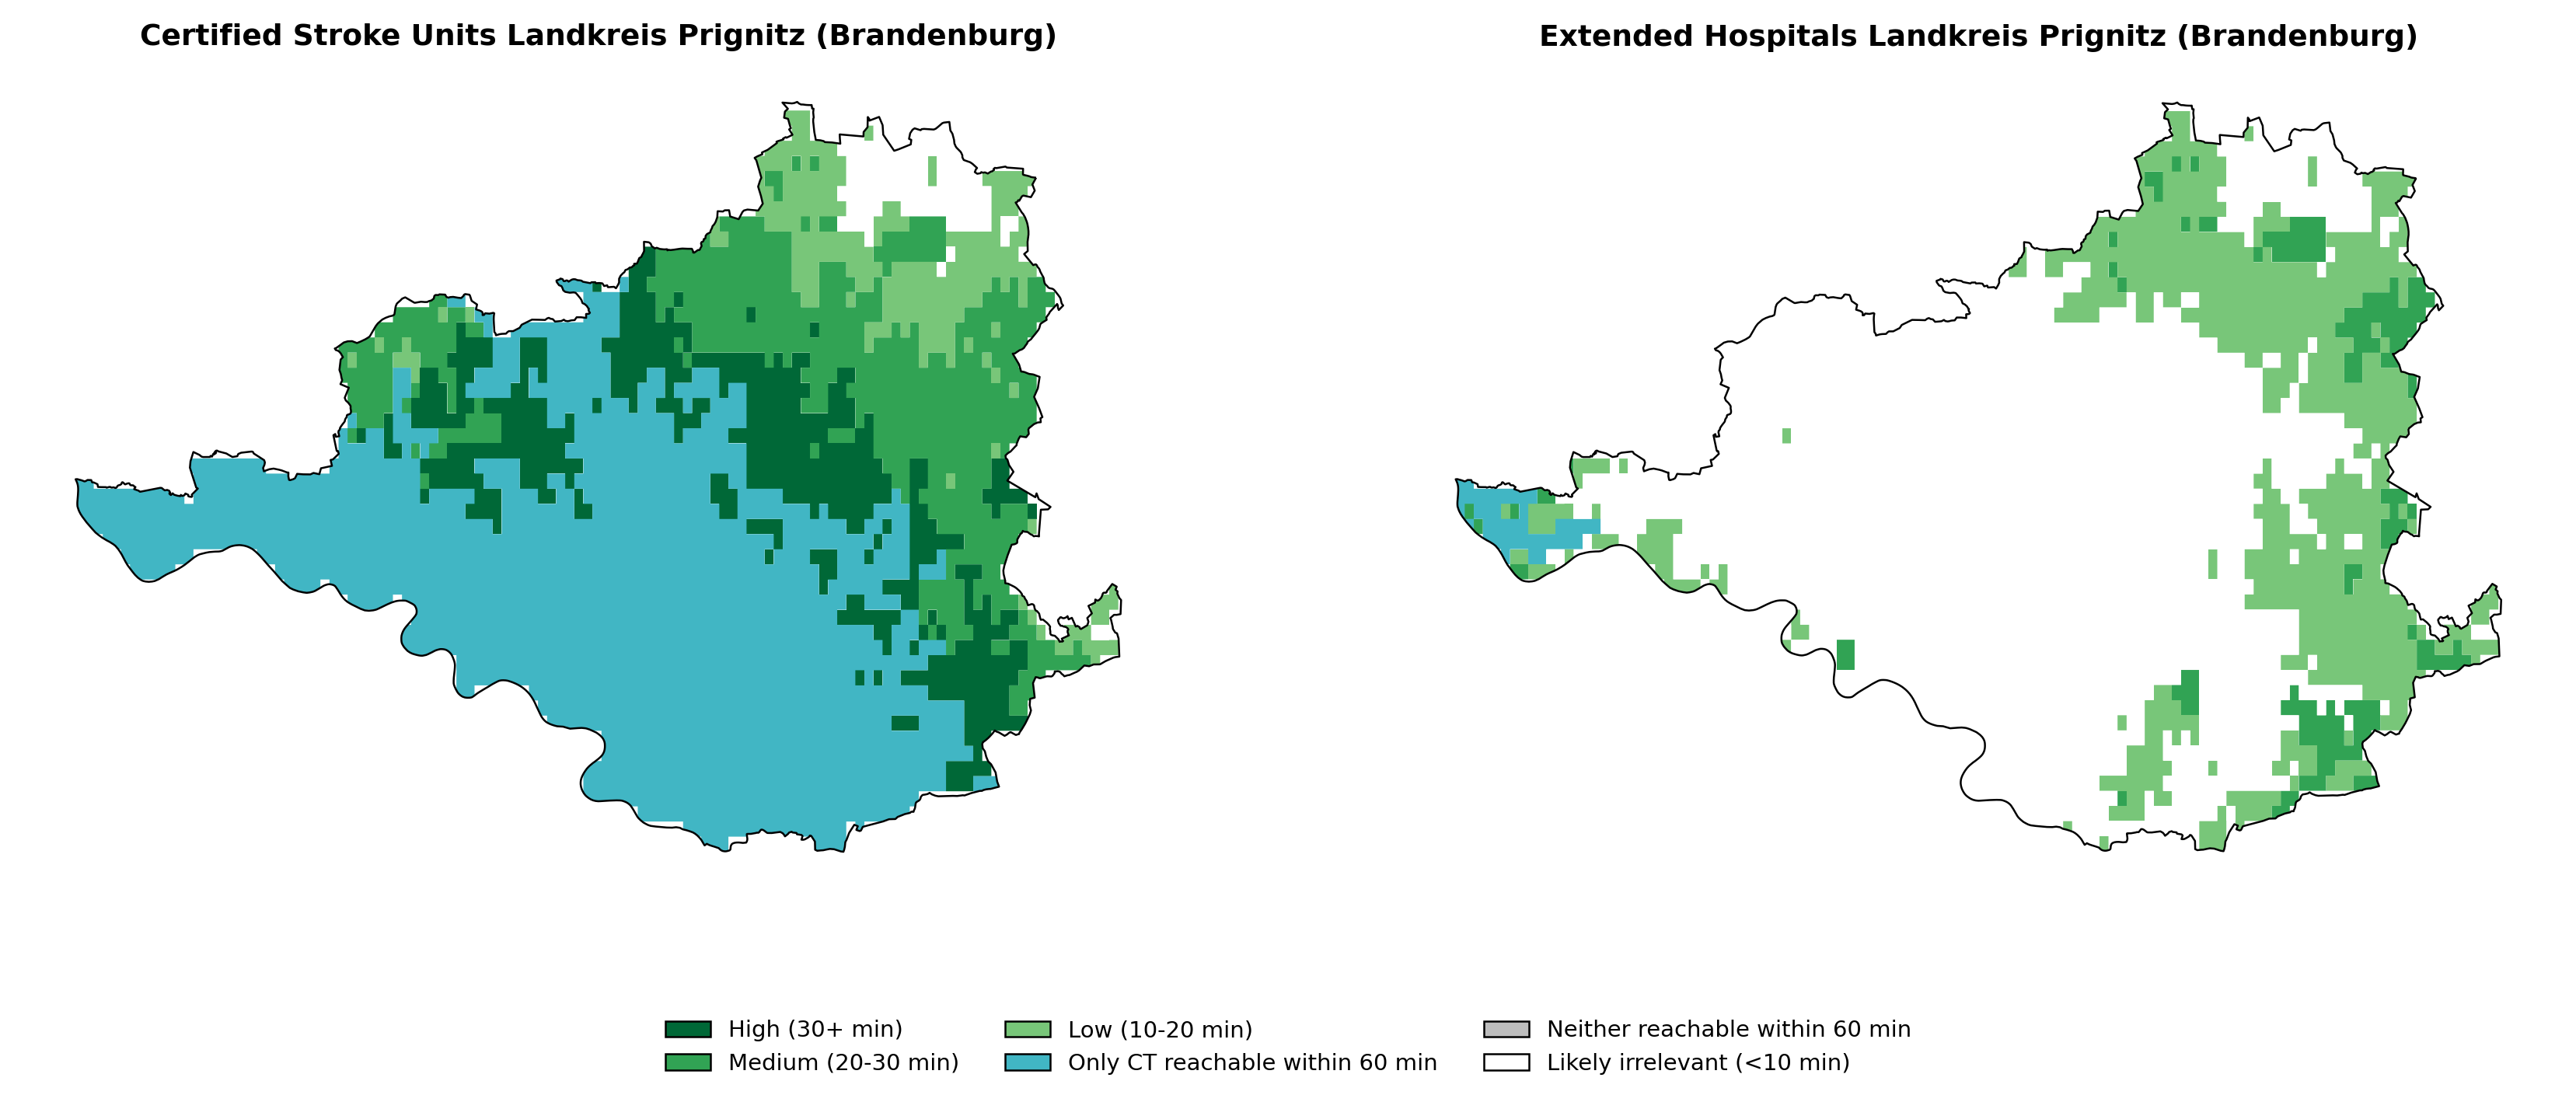 Certified Stroke Units Landkreis Prignitz (Brandenburg)
Extended Hospitals Landkreis Prignitz (Brandenburg)
High (30+ min)
Medium (20-30 min)
Low (10-20 min)
Only CT reachable within 60 min
Neither reachable within 60 min
Likely irrelevant (<10 min)